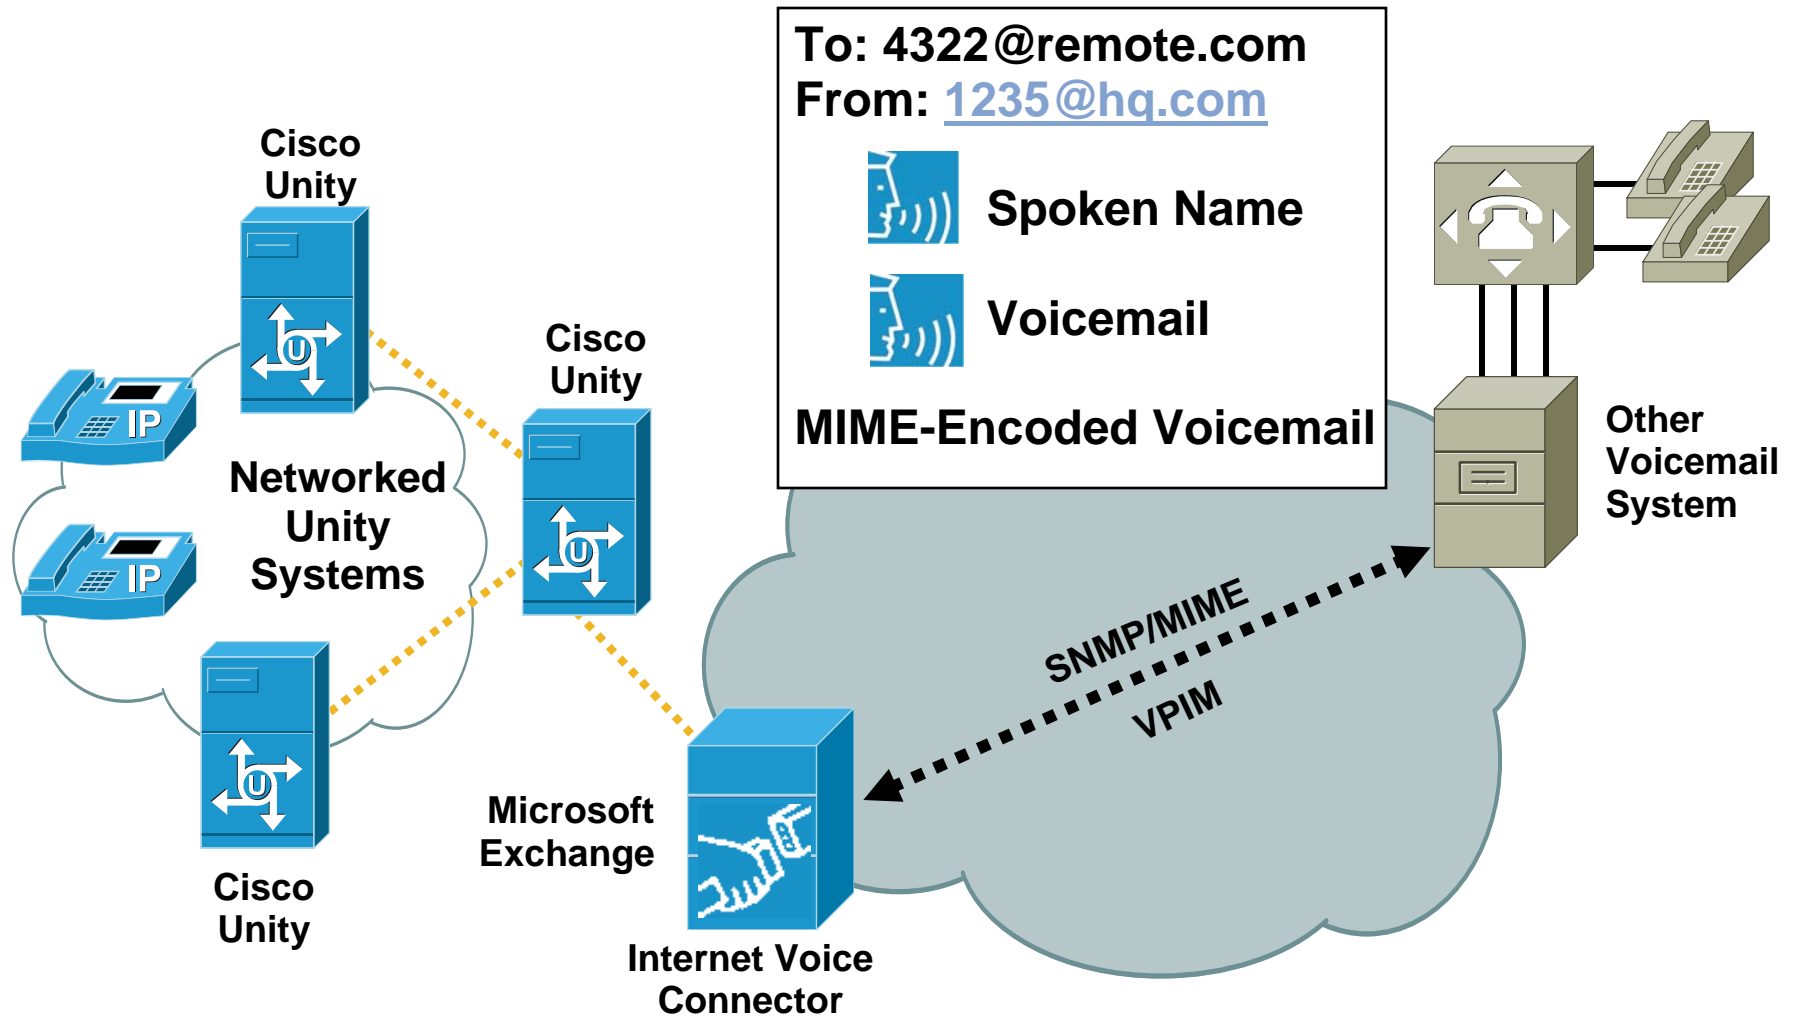 To: 4322@remote.com
From: 1235@hq.com
Spoken Name
Voicemail
MIME-Encoded Voicemail
Cisco
Unity
Cisco
Unity
IP
Networked
Unity
Systems
IP
U
U
U
Cisco
Unity
Microsoft
Exchange
Internet Voice
Connector
SNMP/MIME
VPIM
Other
Voicemail
System